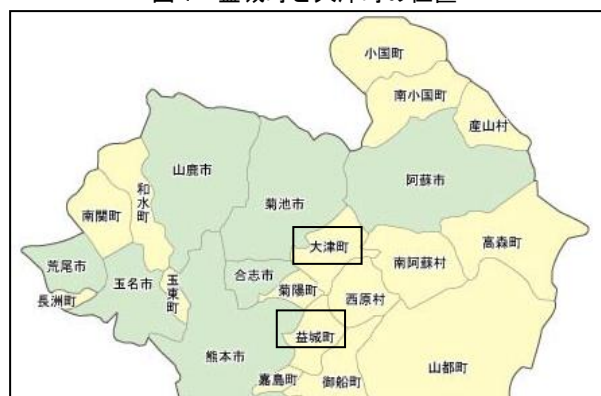 益城町と大津町の位置
小国町
南小国町
産山村
山鹿市
阿蘇市
和水町
菊池市
南関町
大津町
高森町
荒尾市
合志市
南阿蘇村
玉名市
玉東町
菊陽町
長洲町
西原村
益城町
熊本市
山都町
嘉島町
御船町